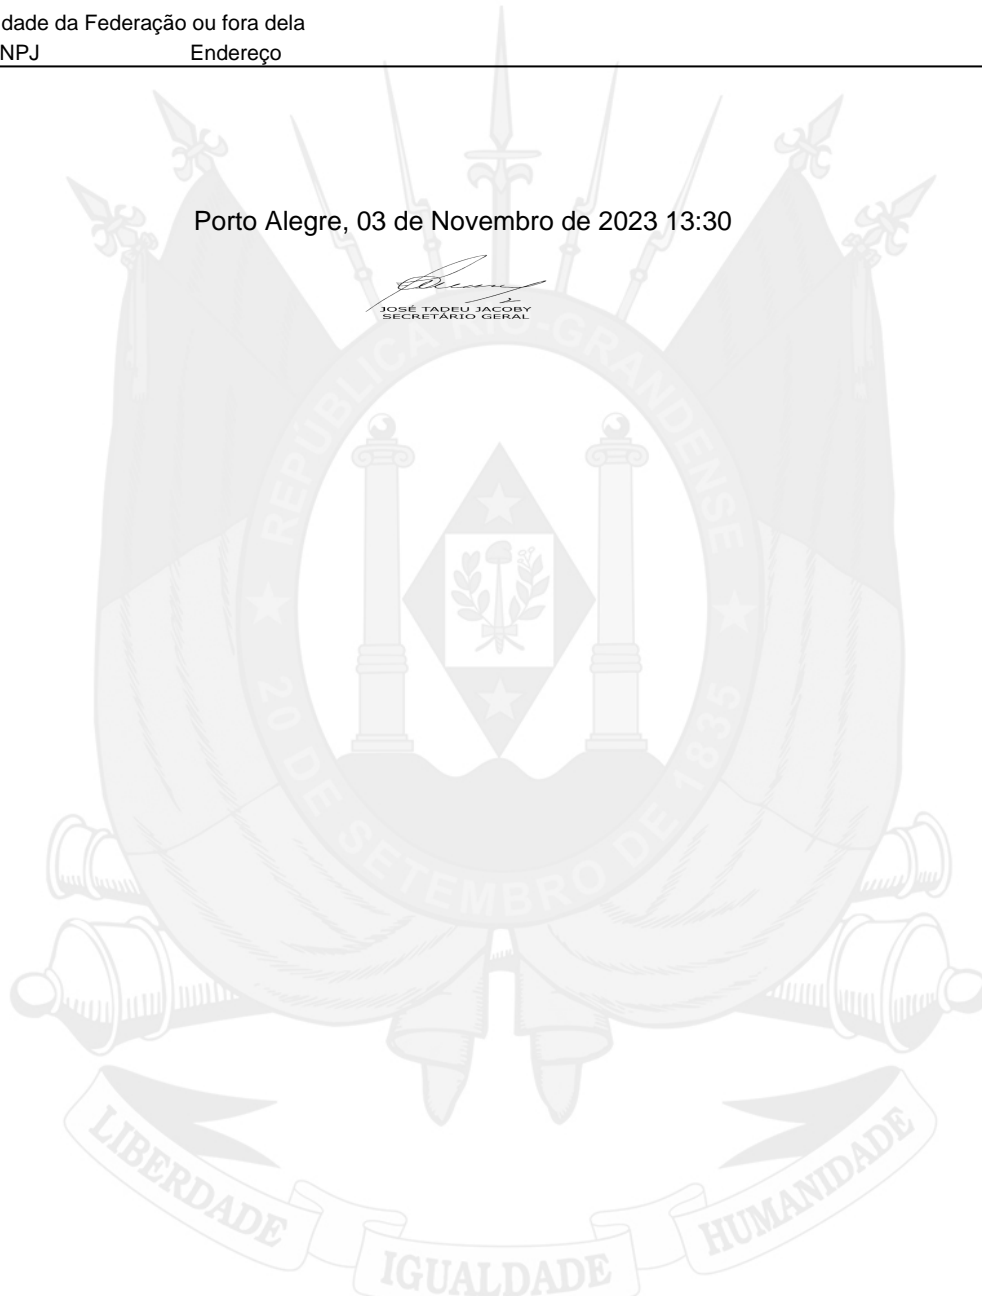 dade da Federação ou fora dela
NPJ Endereço
Porto Alegre, 03 de Novembro de 2023 13:30
JOSÉ TADEU JACOBY
SECRETÁRIO GERAL
REPÚBLICA RIO-GRANDENSE
20 DE SETEMBRO DE 1835
LIBERDADE
IGUALDADE
HUMANIDADE